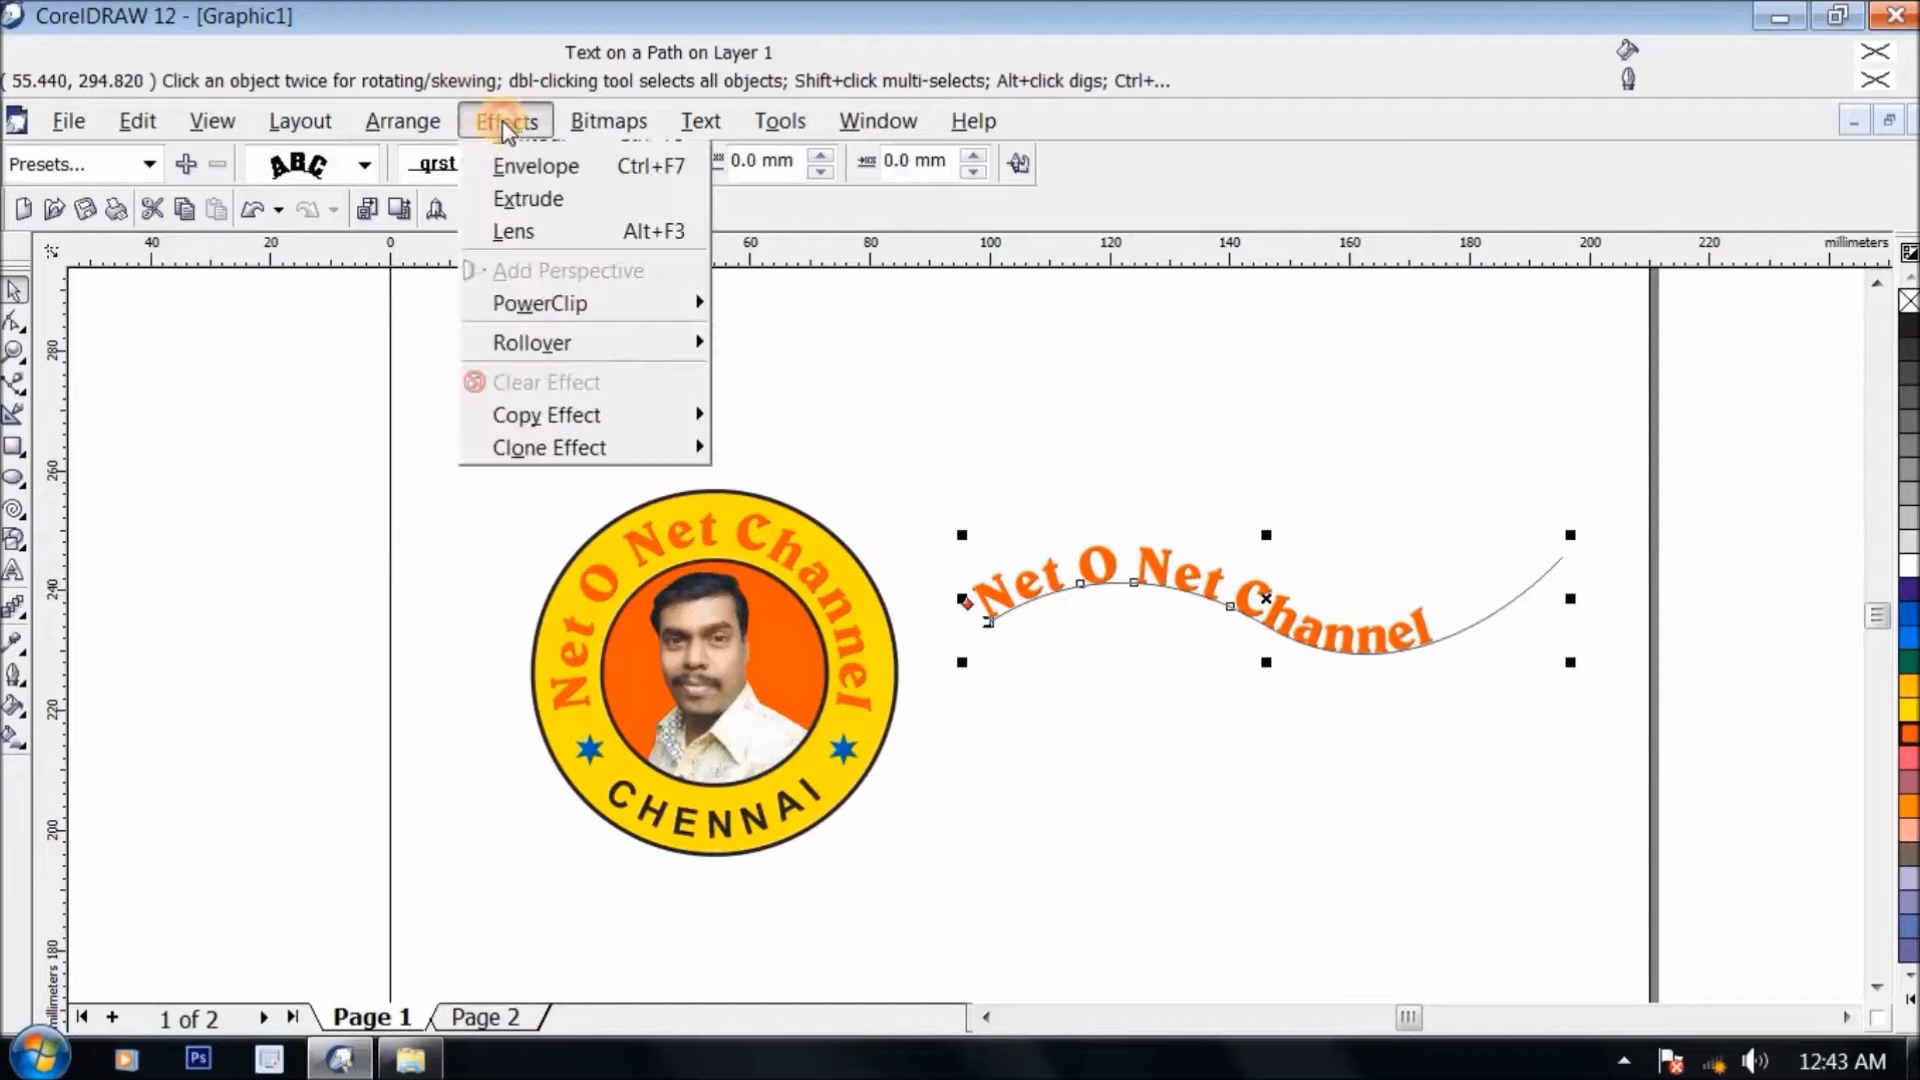 CorelDRAW 12 - [Graphic1]
Text on a Path on Layer 1
( 55.440, 294.820 ) Click an object twice for rotating/skewing; dbl-clicking tool selects all objects; Shift+click multi-selects; Alt+click digs; Ctrl+...
File Edit View Layout Arrange Effects Bitmaps Text Tools Window Help
Presets... ABC qrst 0.0 mm 0.0 mm
Envelope Ctrl+F7
Extrude
Lens Alt+F3
Add Perspective
PowerClip
Rollover
Clear Effect
Copy Effect
Clone Effect
40 20 0 60 80 100 120 140 160 180 200 220 millimeters
280
260
240
220
200
180
millimeters
Net O Net Channel
CHENNAI
Net O Net Channel
1 of 2 Page 1 Page 2
Ps
12:43 AM